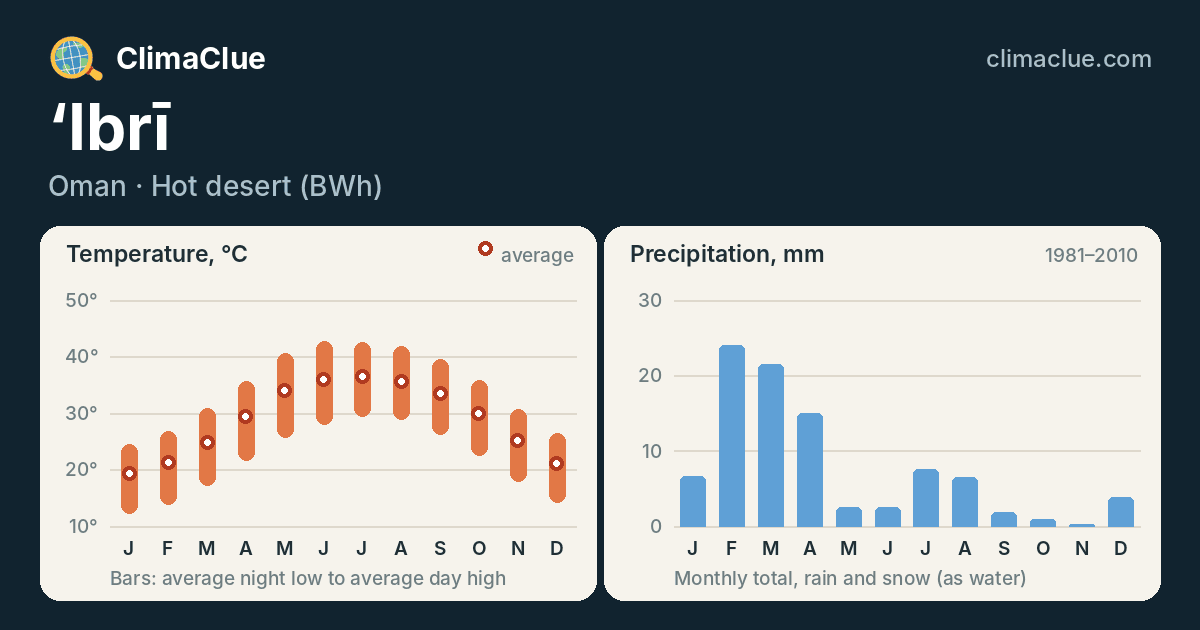 ClimaClue
climaclue.com
‘Ibrī
Oman · Hot desert (BWh)
Temperature, °C
average
50°
40°
30°
20°
10°
J F M A M J J A S O N D
Bars: average night low to average day high
Precipitation, mm
1981–2010
30
20
10
0
J F M A M J J A S O N D
Monthly total, rain and snow (as water)